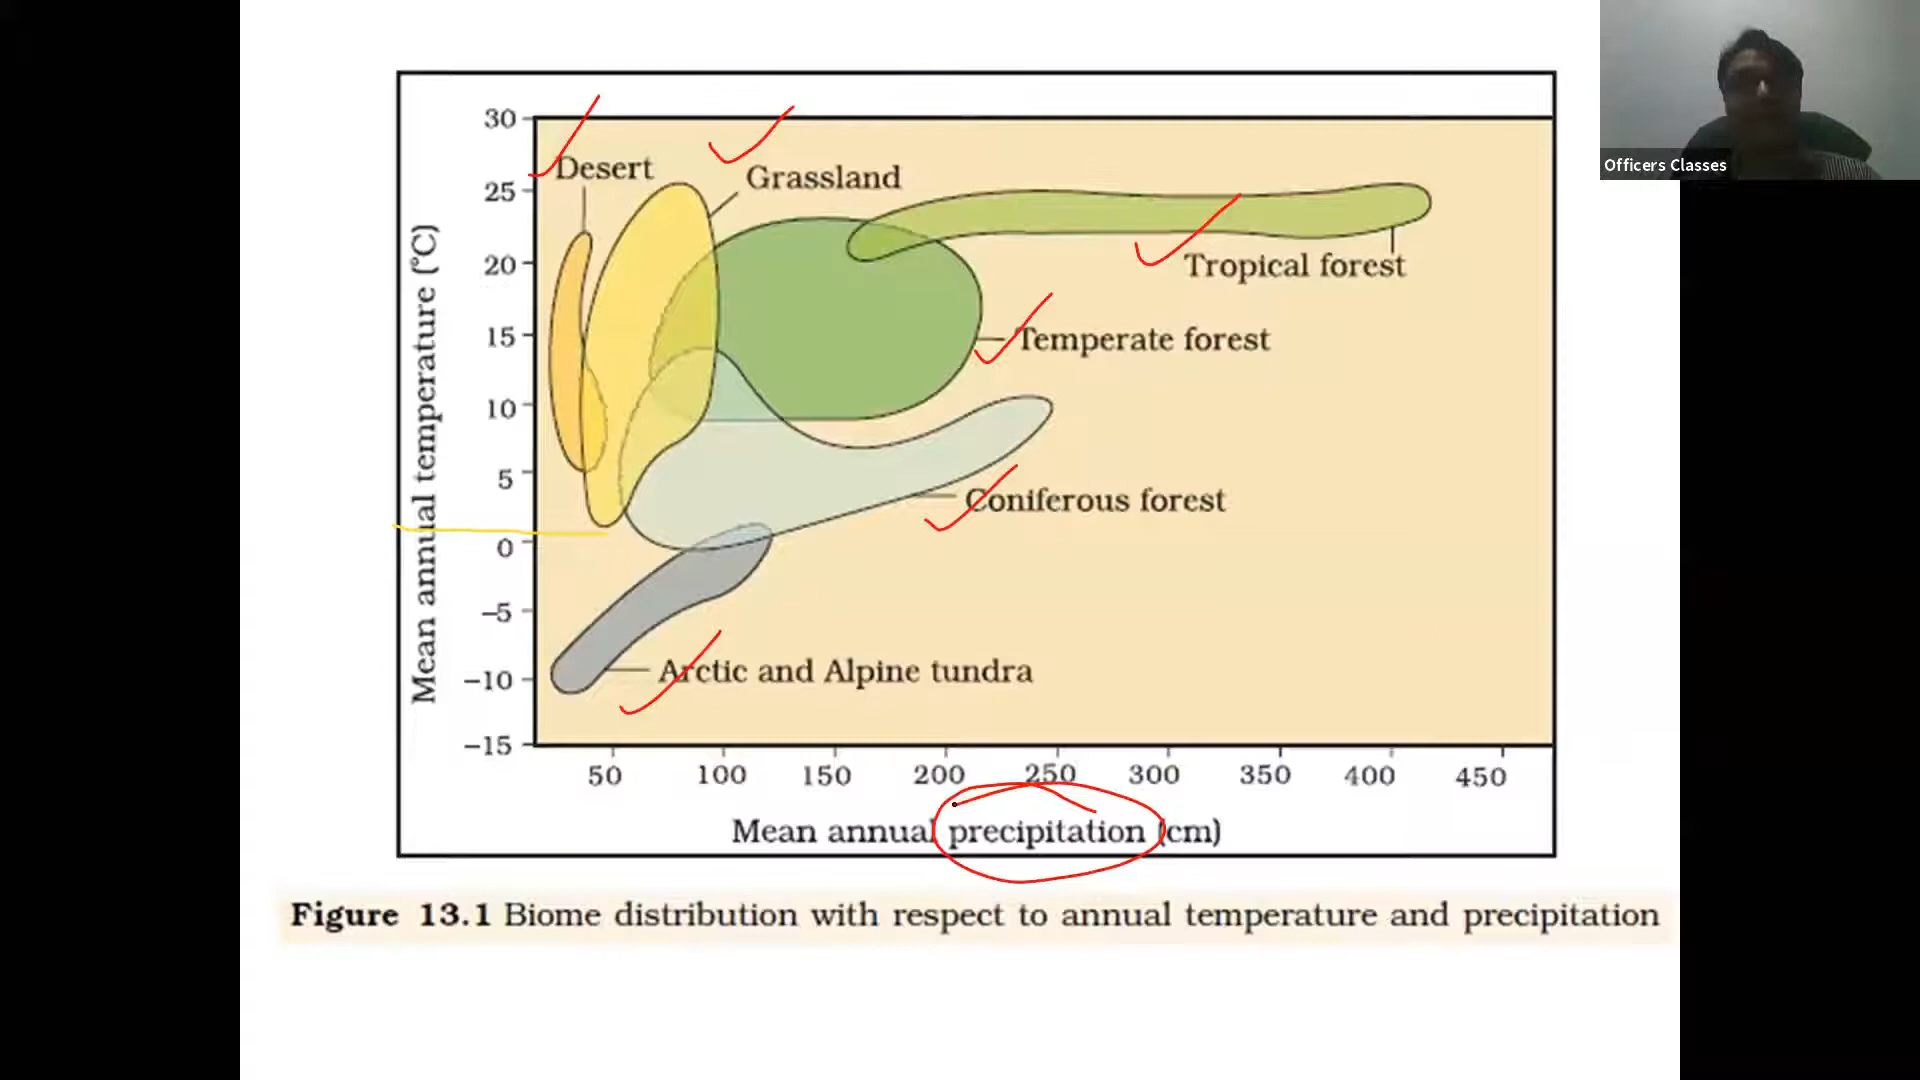 Officers Classes
30
Desert
Grassland
25
20
Tropical forest
15
Temperate forest
10
5
Coniferous forest
0
−5
Arctic and Alpine tundra
−10
−15
Mean annual temperature (°C)
50 100 150 200 250 300 350 400 450
Mean annual precipitation (cm)
Figure 13.1 Biome distribution with respect to annual temperature and precipitation